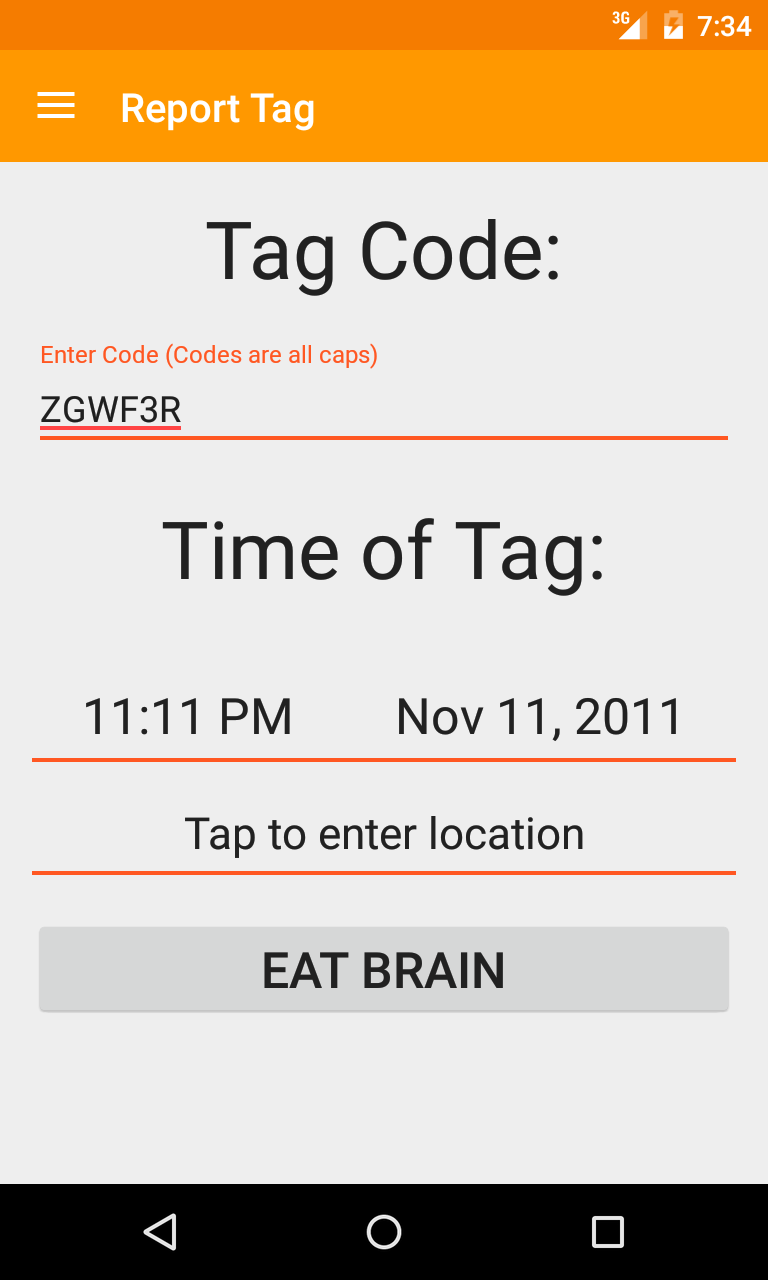 3G 7:34
Report Tag
Tag Code:
Enter Code (Codes are all caps)
ZGWF3R
Time of Tag:
11:11 PM Nov 11, 2011
Tap to enter location
EAT BRAIN